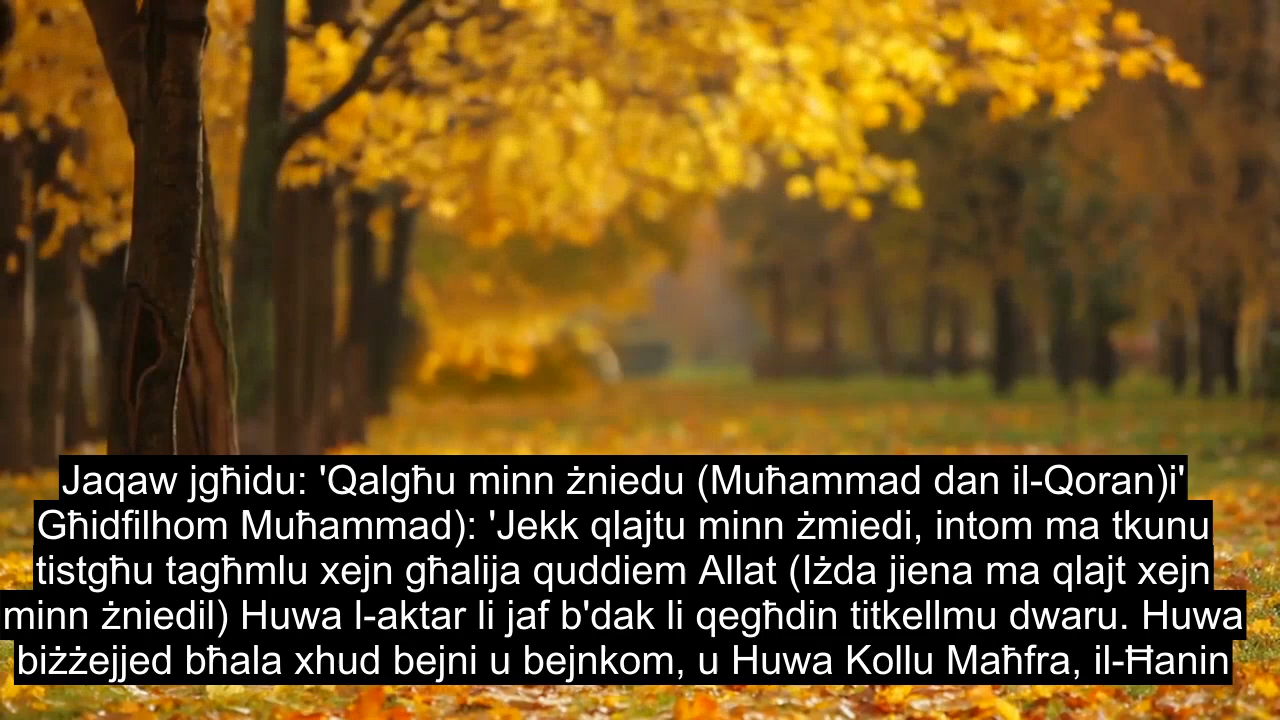 Jaqaw jgħidu: 'Qalgħu minn żniedu (Muħammad dan il-Qoran)i'
Għidfilhom Muħammad): 'Jekk qlajtu minn żmiedi, intom ma tkunu
tistgħu tagħmlu xejn għalija quddiem Allat (Iżda jiena ma qlajt xejn
minn żniedil) Huwa l-aktar li jaf b'dak li qegħdin titkellmu dwaru. Huwa
biżżejjed bħala xhud bejni u bejnkom, u Huwa Kollu Maħfra, il-Ħanin